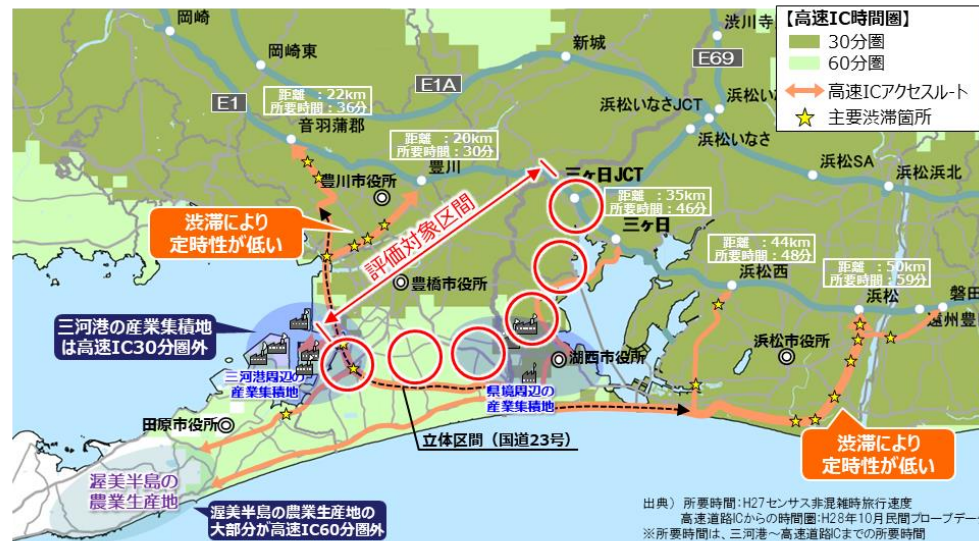 【高速IC時間圏】
30分圏
60分圏
高速ICアクセスルート
主要渋滞箇所
岡崎
岡崎東
新城
渋川寺
E69
E1A
E1
距離 :22km
所要時間:36分
音羽蒲郡
浜松いなさJCT
浜松いなさ
浜松い
距離 :20km
所要時間:30分
豊川
三ヶ日JCT
浜松SA
浜松浜北
豊川市役所
距離 :35km
所要時間:46分
渋滞により
定時性が低い
評価対象区間
三ヶ日
距離 :44km
所要時間:48分
浜松西
距離 :50km
所要時間:59分
豊橋市役所
浜松
磐田
遠州豊
三河港の産業集積地
は高速IC30分圏外
三河港周辺の
産業集積地
湖西市役所
浜松市役所
県境周辺の
産業集積地
田原市役所
立体区間(国道23号)
渋滞により
定時性が低い
渥美半島の
農業生産地
渥美半島の農業生産地の
大部分が高速IC60分圏外
出典) 所要時間:H27センサス非混雑時旅行速度
高速道路ICからの時間圏:H28年10月民間プローブデー
※所要時間は、三河港~高速道路ICまでの所要時間